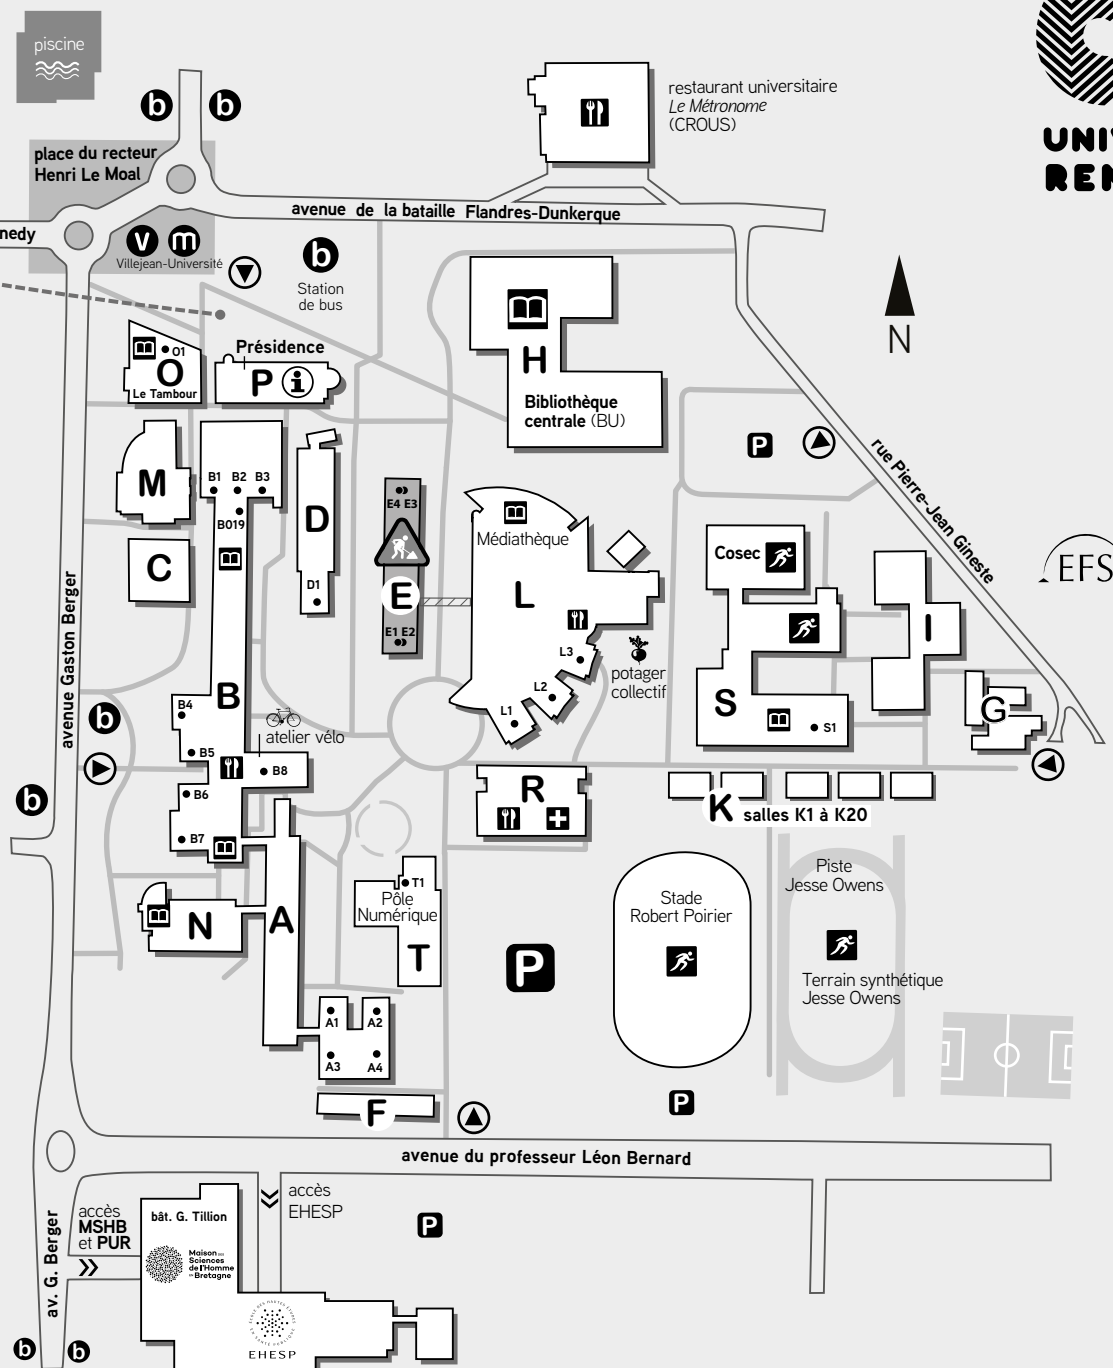 piscine
b
b
restaurant universitaire
Le Métronome
(CROUS)
place du recteur
Henri Le Moal
avenue de la bataille Flandres-Dunkerque
nedy
v
m
Villejean-Université
b
Station
de bus
N
O1
O
Le Tambour
Présidence
P
i
H
Bibliothèque
centrale (BU)
P
rue Pierre-Jean Gineste
M
B1
B2
B3
B019
D
D1
C
E4 E3
E
E1 E2
Médiathèque
L
L3
L2
L1
potager
collectif
Cosec
S
S1
I
G
EFS
avenue Gaston Berger
B
B4
b
B5
atelier vélo
B8
b
B6
B7
R
K
salles K1 à K20
N
A
T1
Pôle
Numérique
T
P
Stade
Robert Poirier
Piste
Jesse Owens
Terrain synthétique
Jesse Owens
A1
A2
A3
A4
F
P
avenue du professeur Léon Bernard
av. G. Berger
accès
MSHB
et PUR
bât. G. Tillion
Maison des
Sciences
de l'Homme
en Bretagne
accès
EHESP
P
EHESP
b
b